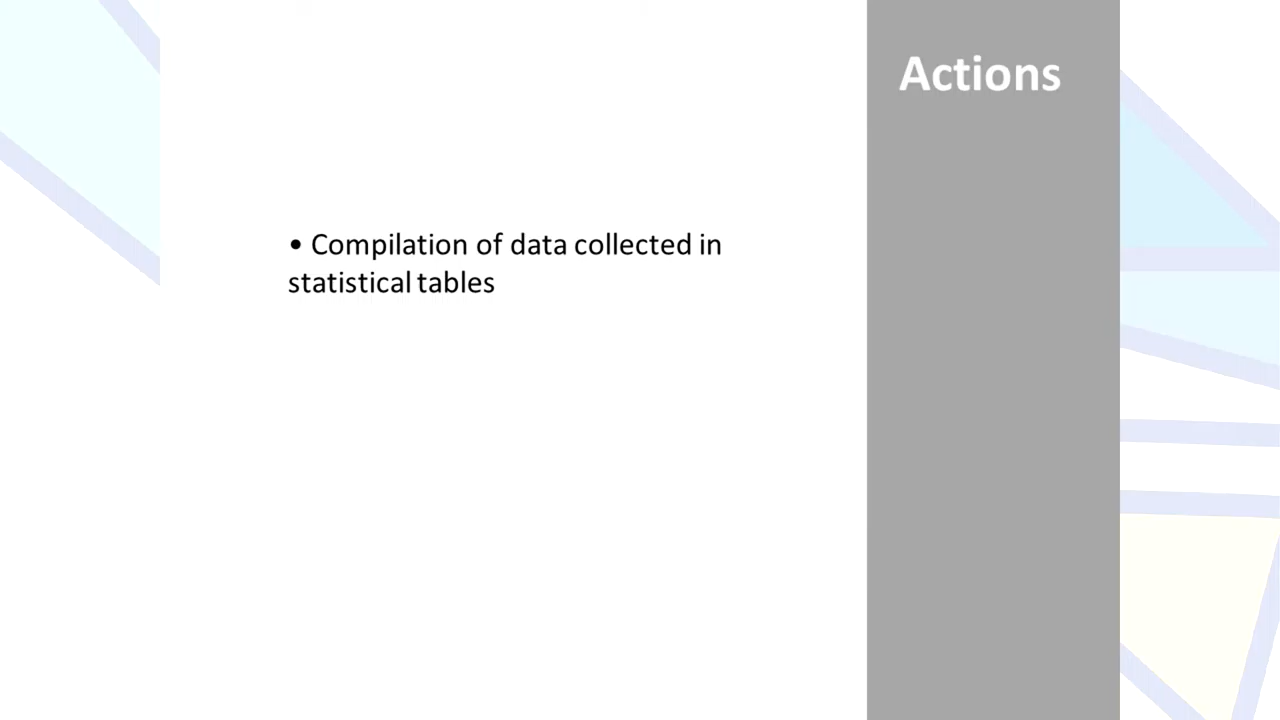 Actions
• Compilation of data collected in
statistical tables